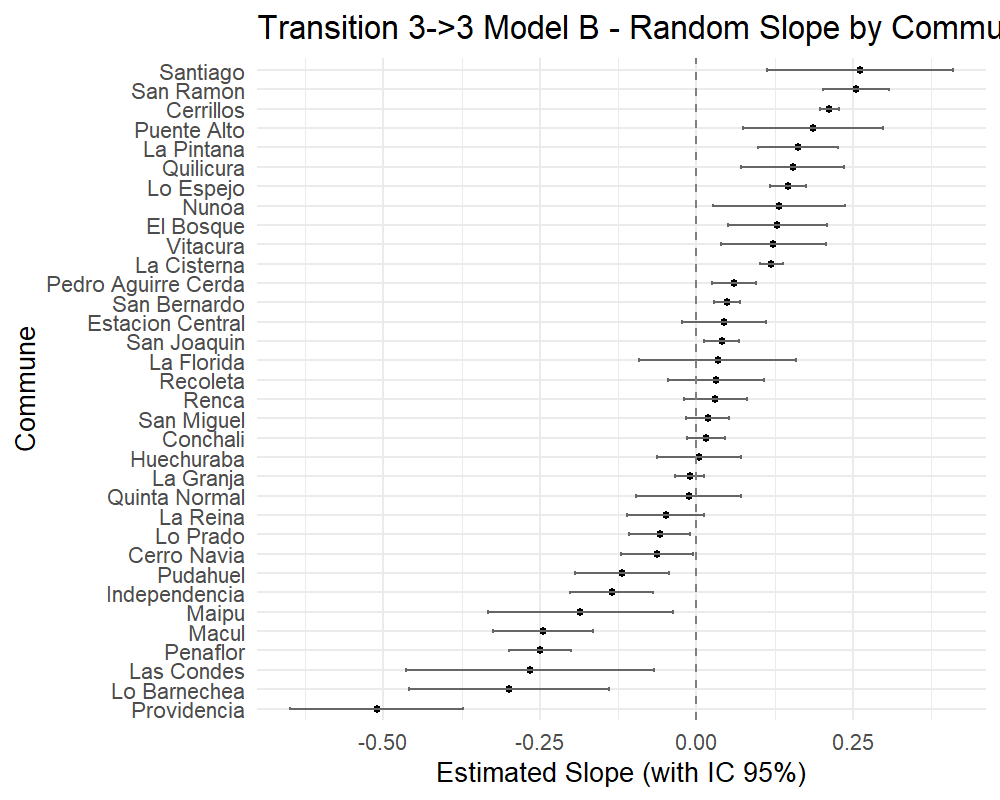 Transition 3->3 Model B - Random Slope by Commu
Santiago
San Ramon
Cerrillos
Puente Alto
La Pintana
Quilicura
Lo Espejo
Nunoa
El Bosque
Vitacura
La Cisterna
Pedro Aguirre Cerda
San Bernardo
Estacion Central
San Joaquin
La Florida
Recoleta
Renca
San Miguel
Conchali
Huechuraba
La Granja
Quinta Normal
La Reina
Lo Prado
Cerro Navia
Pudahuel
Independencia
Maipu
Macul
Penaflor
Las Condes
Lo Barnechea
Providencia
Commune
-0.50 -0.25 0.00 0.25
Estimated Slope (with IC 95%)